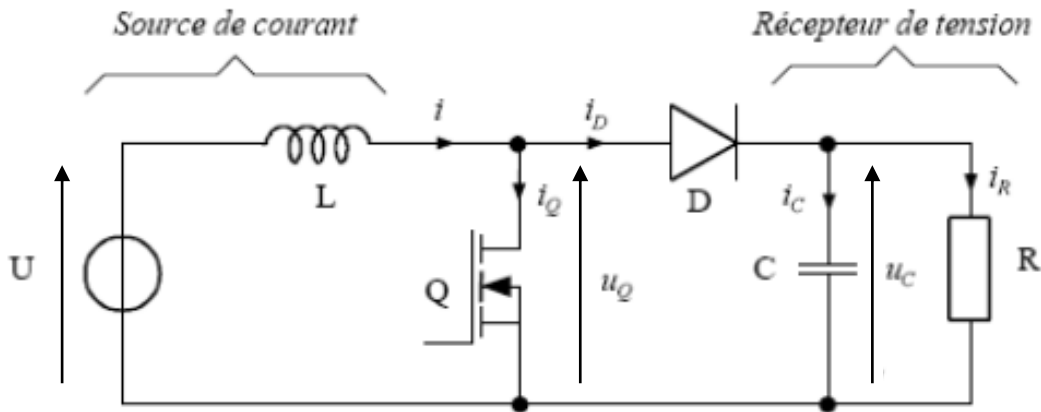 Source de courant
Récepteur de tension
i
i_D
L
D
i_Q
i_C
i_R
U
Q
u_Q
C
u_C
R